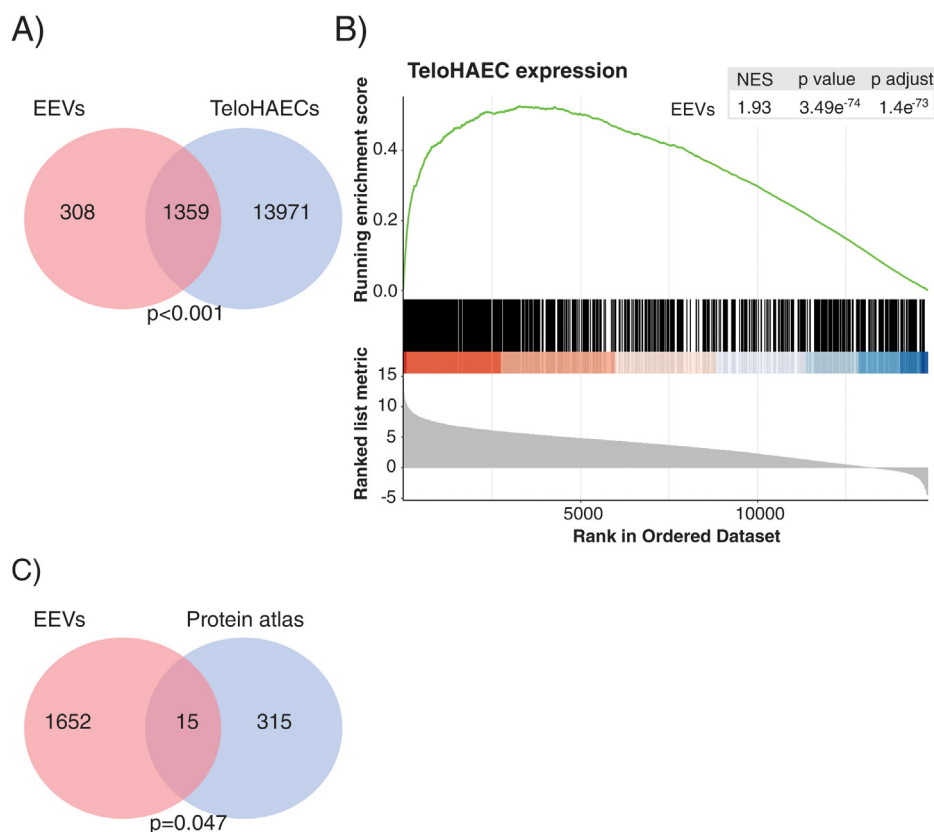 A)
EEVs
TeloHAECs
308
1359
13971
p<0.001
B)
TeloHAEC expression
NES p value p adjust
EEVs 1.93 3.49e-74 1.4e-73
Running enrichment score
0.4
0.2
0.0
Ranked list metric
15
10
5
0
-5
5000 10000
Rank in Ordered Dataset
C)
EEVs
Protein atlas
1652
15
315
p=0.047